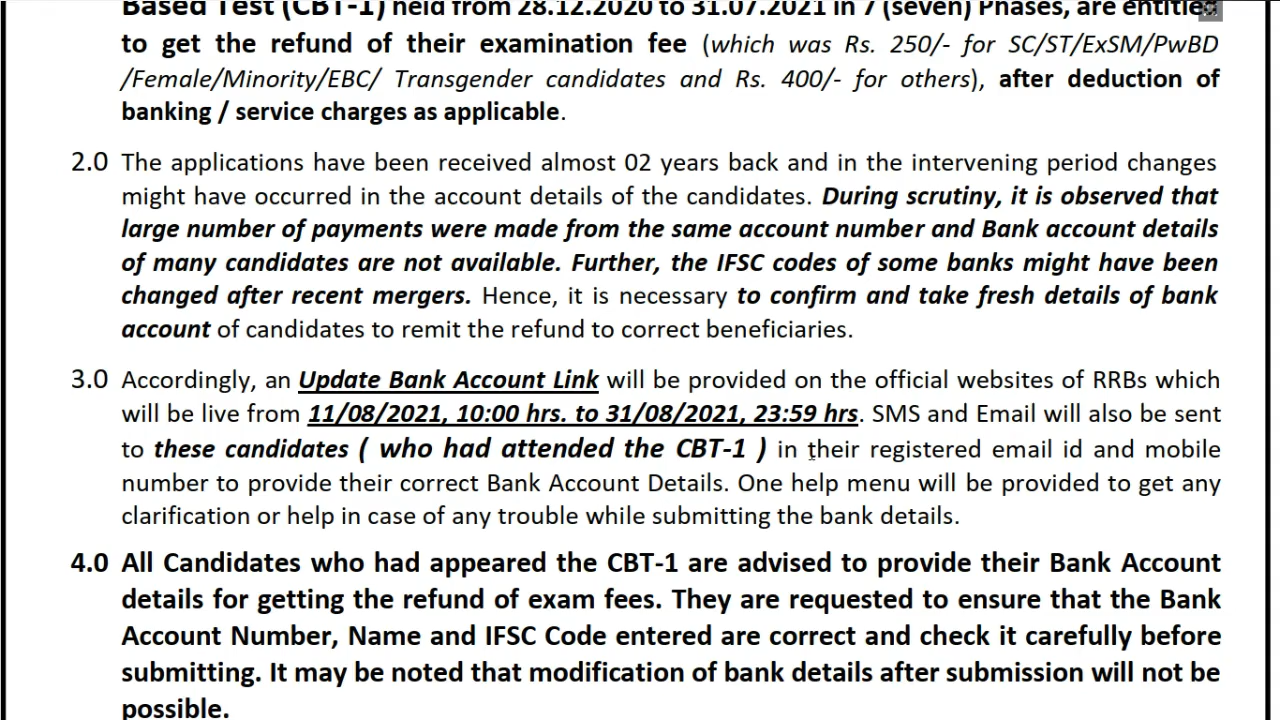 Based Test (CBT-1) held from 28.12.2020 to 31.07.2021 in 7 (seven) Phases, are entitled
to get the refund of their examination fee (which was Rs. 250/- for SC/ST/ExSM/PwBD
/Female/Minority/EBC/ Transgender candidates and Rs. 400/- for others), after deduction of
banking / service charges as applicable.
2.0 The applications have been received almost 02 years back and in the intervening period changes
might have occurred in the account details of the candidates. During scrutiny, it is observed that
large number of payments were made from the same account number and Bank account details
of many candidates are not available. Further, the IFSC codes of some banks might have been
changed after recent mergers. Hence, it is necessary to confirm and take fresh details of bank
account of candidates to remit the refund to correct beneficiaries.
3.0 Accordingly, an Update Bank Account Link will be provided on the official websites of RRBs which
will be live from 11/08/2021, 10:00 hrs. to 31/08/2021, 23:59 hrs. SMS and Email will also be sent
to these candidates ( who had attended the CBT-1 ) in their registered email id and mobile
number to provide their correct Bank Account Details. One help menu will be provided to get any
clarification or help in case of any trouble while submitting the bank details.
4.0 All Candidates who had appeared the CBT-1 are advised to provide their Bank Account
details for getting the refund of exam fees. They are requested to ensure that the Bank
Account Number, Name and IFSC Code entered are correct and check it carefully before
submitting. It may be noted that modification of bank details after submission will not be
possible.